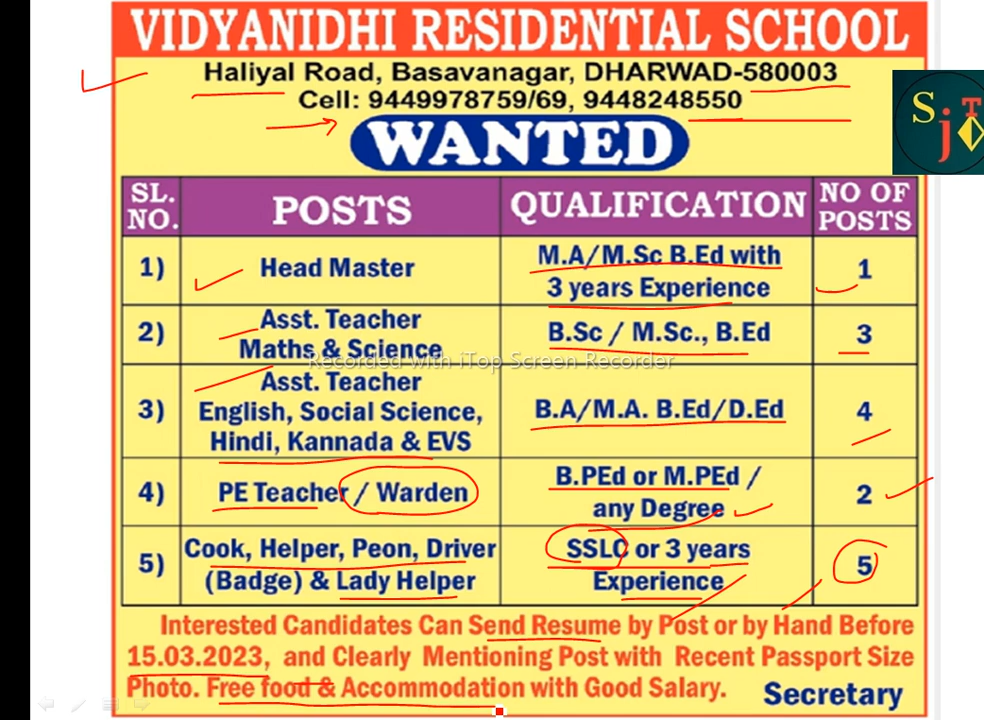 VIDYANIDHI RESIDENTIAL SCHOOL
Haliyal Road, Basavanagar, DHARWAD-580003
Cell: 9449978759/69, 9448248550
WANTED
SjT
SL. NO. POSTS QUALIFICATION NO OF POSTS
1) Head Master M.A/M.Sc B.Ed with 3 years Experience 1
2) Asst. Teacher Maths & Science B.Sc / M.Sc., B.Ed 3
Recorded with iTop Screen Recorder
3) Asst. Teacher English, Social Science, Hindi, Kannada & EVS B.A/M.A. B.Ed/D.Ed 4
4) PE Teacher / Warden B.PEd or M.PEd / any Degree 2
5) Cook, Helper, Peon, Driver (Badge) & Lady Helper SSLC or 3 years Experience 5
Interested Candidates Can Send Resume by Post or by Hand Before
15.03.2023, and Clearly Mentioning Post with Recent Passport Size
Photo. Free food & Accommodation with Good Salary. Secretary